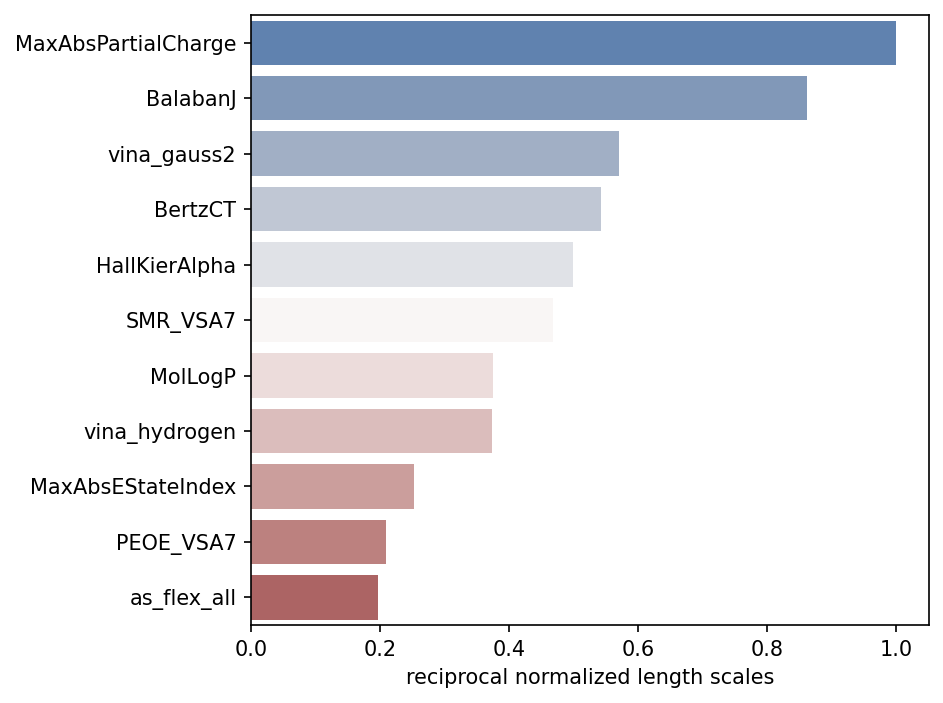 MaxAbsPartialCharge
BalabanJ
vina_gauss2
BertzCT
HallKierAlpha
SMR_VSA7
MolLogP
vina_hydrogen
MaxAbsEStateIndex
PEOE_VSA7
as_flex_all
0.0 0.2 0.4 0.6 0.8 1.0
reciprocal normalized length scales